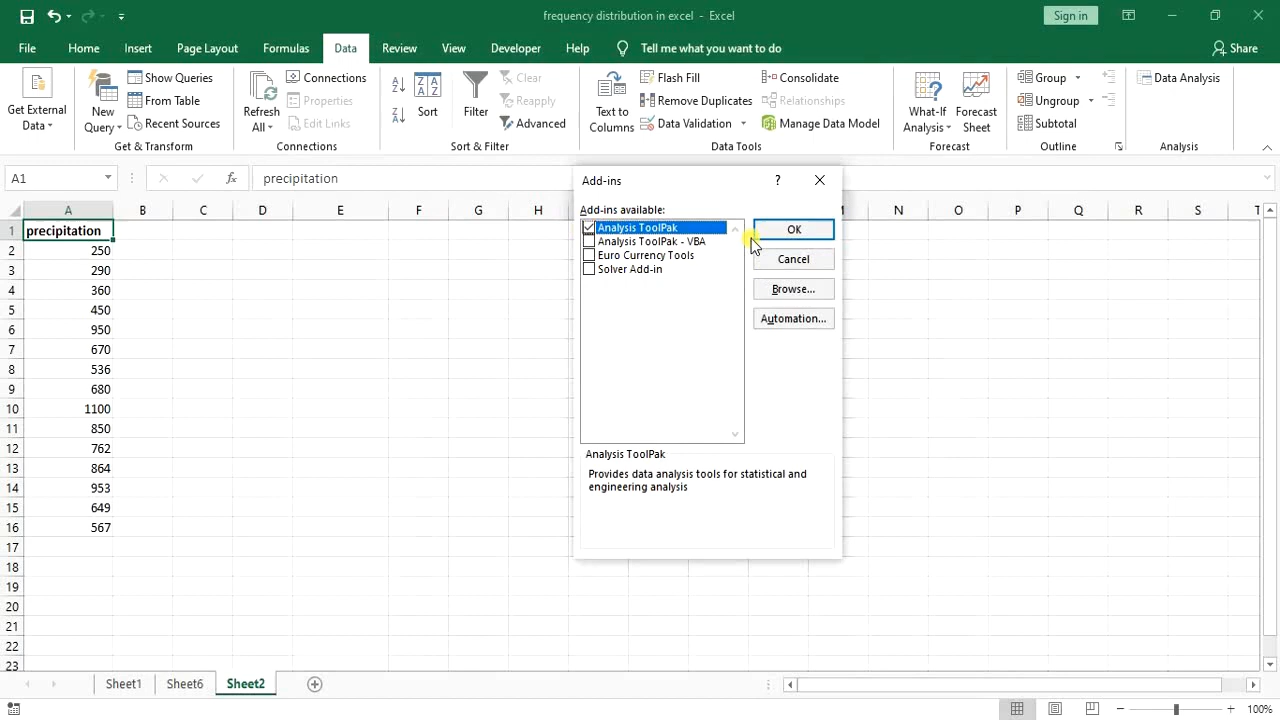 frequency distribution in excel - Excel
Sign in
File Home Insert Page Layout Formulas Data Review View Developer Help Tell me what you want to do Share
Get External Data
New Query
Show Queries
From Table
Recent Sources
Get & Transform
Refresh All
Connections
Properties
Edit Links
Connections
Sort
Filter
Clear
Reapply
Advanced
Sort & Filter
Text to Columns
Flash Fill
Remove Duplicates
Data Validation
Consolidate
Relationships
Manage Data Model
Data Tools
What-If Analysis
Forecast Sheet
Forecast
Group
Ungroup
Subtotal
Outline
Data Analysis
Analysis
A1 fx precipitation
A B C D E F G H M N O P Q R S T
1 precipitation
2 250
3 290
4 360
5 450
6 950
7 670
8 536
9 680
10 1100
11 850
12 762
13 864
14 953
15 649
16 567
17
18
19
20
21
22
23
Add-ins ?
Add-ins available:
Analysis ToolPak
Analysis ToolPak - VBA
Euro Currency Tools
Solver Add-in
OK
Cancel
Browse...
Automation...
Analysis ToolPak
Provides data analysis tools for statistical and
engineering analysis
Sheet1 Sheet6 Sheet2
100%